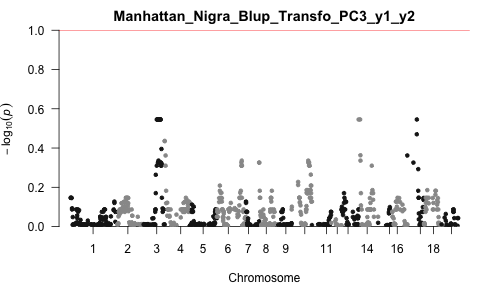 Manhattan_Nigra_Blup_Transfo_PC3_y1_y2
1.0
0.8
0.6
0.4
0.2
0.0
− log10(p)
1 2 3 4 5 6 7 8 9 11 14 16 18
Chromosome